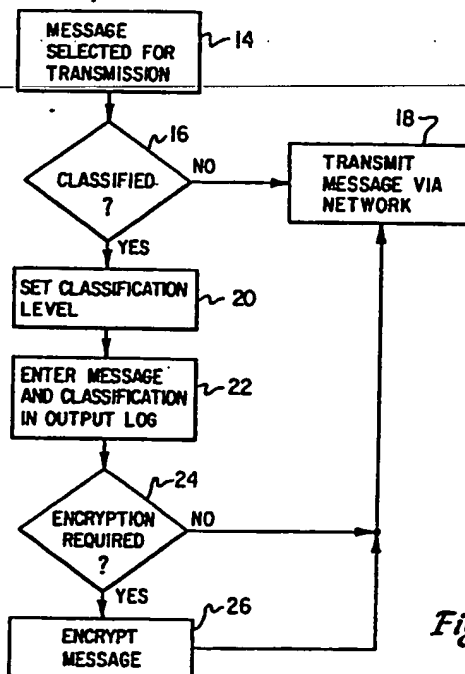 MESSAGE
SELECTED FOR
TRANSMISSION
14
16
CLASSIFIED
?
NO
YES
18
TRANSMIT
MESSAGE VIA
NETWORK
SET CLASSIFICATION
LEVEL
20
ENTER MESSAGE
AND CLASSIFICATION
IN OUTPUT LOG
22
24
ENCRYPTION
REQUIRED
?
NO
YES
26
ENCRYPT
MESSAGE
Fig